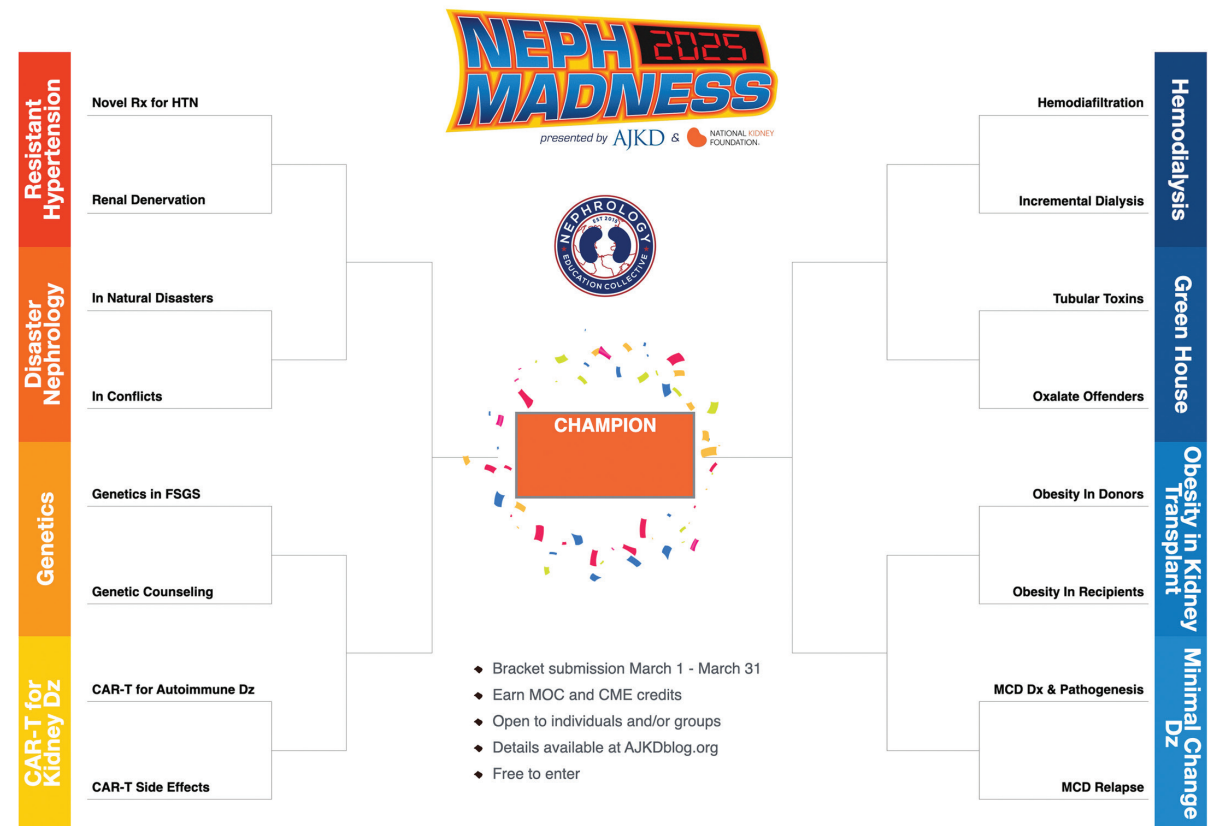 NEPH 2025
MADNESS
presented by AJKD & NATIONAL KIDNEY
FOUNDATION®
NEPHROLOGY
EST 2018
EDUCATION COLLECTIVE
Resistant
Hypertension
Novel Rx for HTN
Renal Denervation
Disaster
Nephrology
In Natural Disasters
In Conflicts
Genetics
Genetics in FSGS
Genetic Counseling
CAR-T for
Kidney Dz
CAR-T for Autoimmune Dz
CAR-T Side Effects
CHAMPION
Hemodialysis
Hemodiafiltration
Incremental Dialysis
Green House
Tubular Toxins
Oxalate Offenders
Obesity in Kidney
Transplant
Obesity In Donors
Obesity In Recipients
Minimal Change
Dz
MCD Dx & Pathogenesis
MCD Relapse
Bracket submission March 1 - March 31
Earn MOC and CME credits
Open to individuals and/or groups
Details available at AJKDblog.org
Free to enter